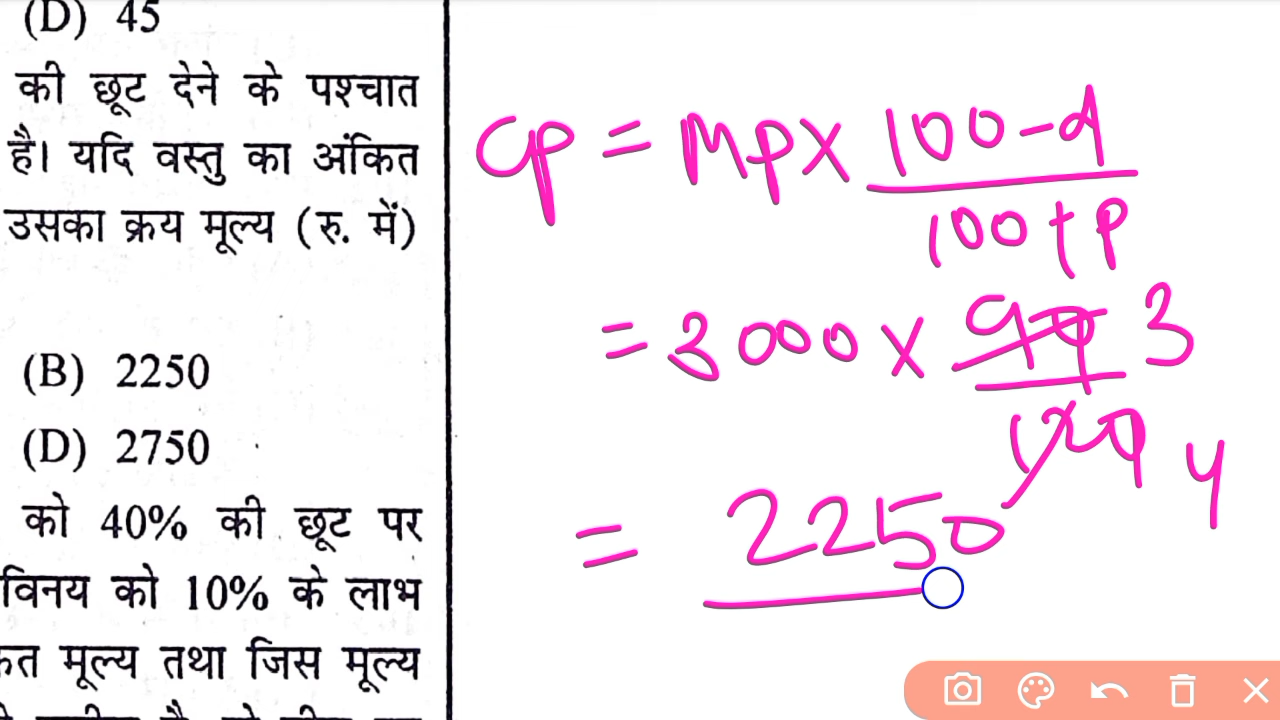 (D) 45
की छूट देने के पश्चात
है। यदि वस्तु का अंकित
उसका क्रय मूल्य (रु. में)
(B) 2250
(D) 2750
को 40% की छूट पर
विनय को 10% के लाभ
मूल्य तथा जिस मूल्य
CP = MP × 100-d
100+P
= 3000 × 90 3
120 4
= 2250